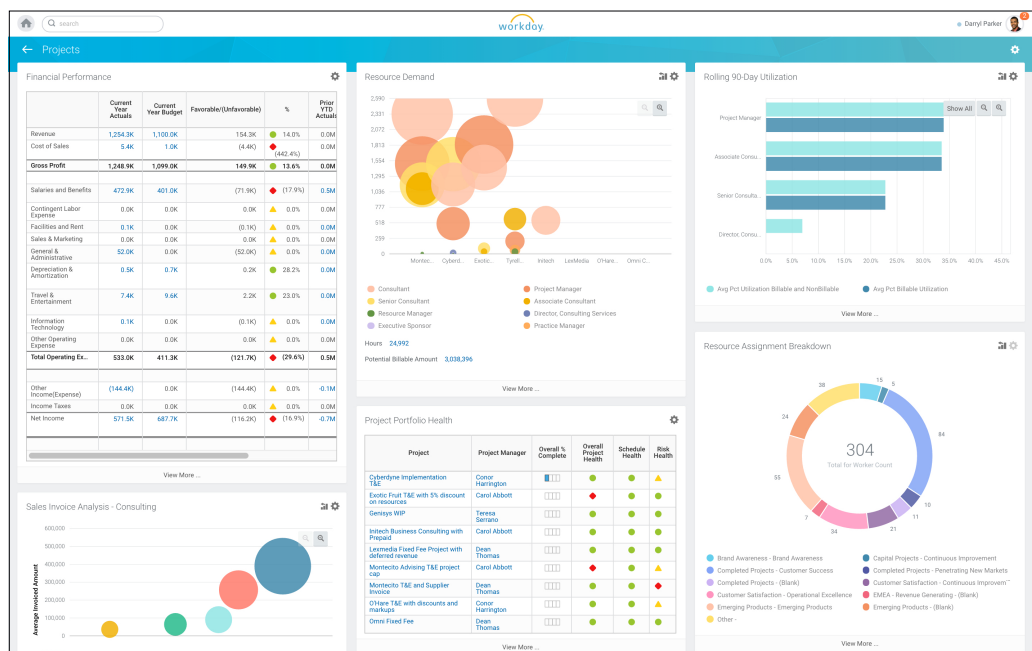 search
workday.
Darryl Parker
Projects
Financial Performance
Current Year Actuals
Current Year Budget
Favorable/(Unfavorable)
%
Prior YTD Actuals
Revenue 1,254.3K 1,100.0K 154.3K 14.0% 0.0M
Cost of Sales 5.4K 1.0K (4.4K) (442.4%) 0.0M
Gross Profit 1,248.9K 1,099.0K 149.9K 13.6% 0.0M
Salaries and Benefits 472.9K 401.0K (71.9K) (17.9%) 0.5M
Contingent Labor Expense 0.0K 0.0K 0.0K 0.0% 0.0M
Facilities and Rent 0.1K 0.0K (0.1K) 0.0% 0.0M
Sales & Marketing 0.0K 0.0K 0.0K 0.0% 0.0M
General & Administrative 52.0K 0.0K (52.0K) 0.0% 0.0M
Depreciation & Amortization 0.5K 0.7K 0.2K 28.2% 0.0M
Travel & Entertainment 7.4K 9.6K 2.2K 23.0% 0.0M
Information Technology 0.1K 0.0K (0.1K) 0.0% 0.0M
Other Operating Expense 0.0K 0.0K 0.0K 0.0% 0.0M
Total Operating Ex... 533.0K 411.3K (121.7K) (29.6%) 0.5M
Other Income(Expense) (144.4K) 0.0K (144.4K) 0.0% -0.1M
Income Taxes 0.0K 0.0K 0.0K 0.0% 0.0M
Net Income 571.5K 687.7K (116.2K) (16.9%) -0.7M
View More ...
Sales Invoice Analysis - Consulting
Average Invoiced Amount
600,000
500,000
400,000
300,000
200,000
100,000
0
Resource Demand
2,590
2,331
2,072
1,813
1,554
1,295
1,036
777
518
259
0
Montec... Cyberd... Exotic... Tyrell... Initech LexMedia O'Hare... Omni C...
Consultant
Project Manager
Senior Consultant
Associate Consultant
Resource Manager
Director, Consulting Services
Executive Sponsor
Practice Manager
Hours 24,992
Potential Billable Amount 3,038,396
View More ...
Project Portfolio Health
Project
Project Manager
Overall % Complete
Overall Project Health
Schedule Health
Risk Health
Cyberdyne Implementation T&E Conor Harrington
Exotic Fruit T&E with 5% discount on resources Carol Abbott
Genisys WIP Teresa Serrano
Initech Business Consulting with Prepaid Carol Abbott
Lexmedia Fixed Fee Project with deferred revenue Dean Thomas
Montecito Advising T&E project cap Carol Abbott
Montecito T&E and Supplier Invoice Dean Thomas
O'Hare T&E with discounts and markups Conor Harrington
Omni Fixed Fee Dean Thomas
View More ...
Rolling 90-Day Utilization
Show All
Project Manager
Associate Consu...
Senior Consulta...
Director, Consu...
0.0% 5.0% 10.0% 15.0% 20.0% 25.0% 30.0% 35.0% 40.0% 45.0%
Avg Pct Utilization Billable and NonBillable
Avg Pct Billable Utilization
View More ...
Resource Assignment Breakdown
15
5
84
10
11
21
34
7
55
24
38
304
Total for Worker Count
Brand Awareness - Brand Awareness
Capital Projects - Continuous Improvement
Completed Projects - Customer Success
Completed Projects - Penetrating New Markets
Completed Projects - (Blank)
Customer Satisfaction - Continuous Improvem...
Customer Satisfaction - Operational Excellence
EMEA - Revenue Generating - (Blank)
Emerging Products - Emerging Products
Emerging Products - (Blank)
Other -
View More ...